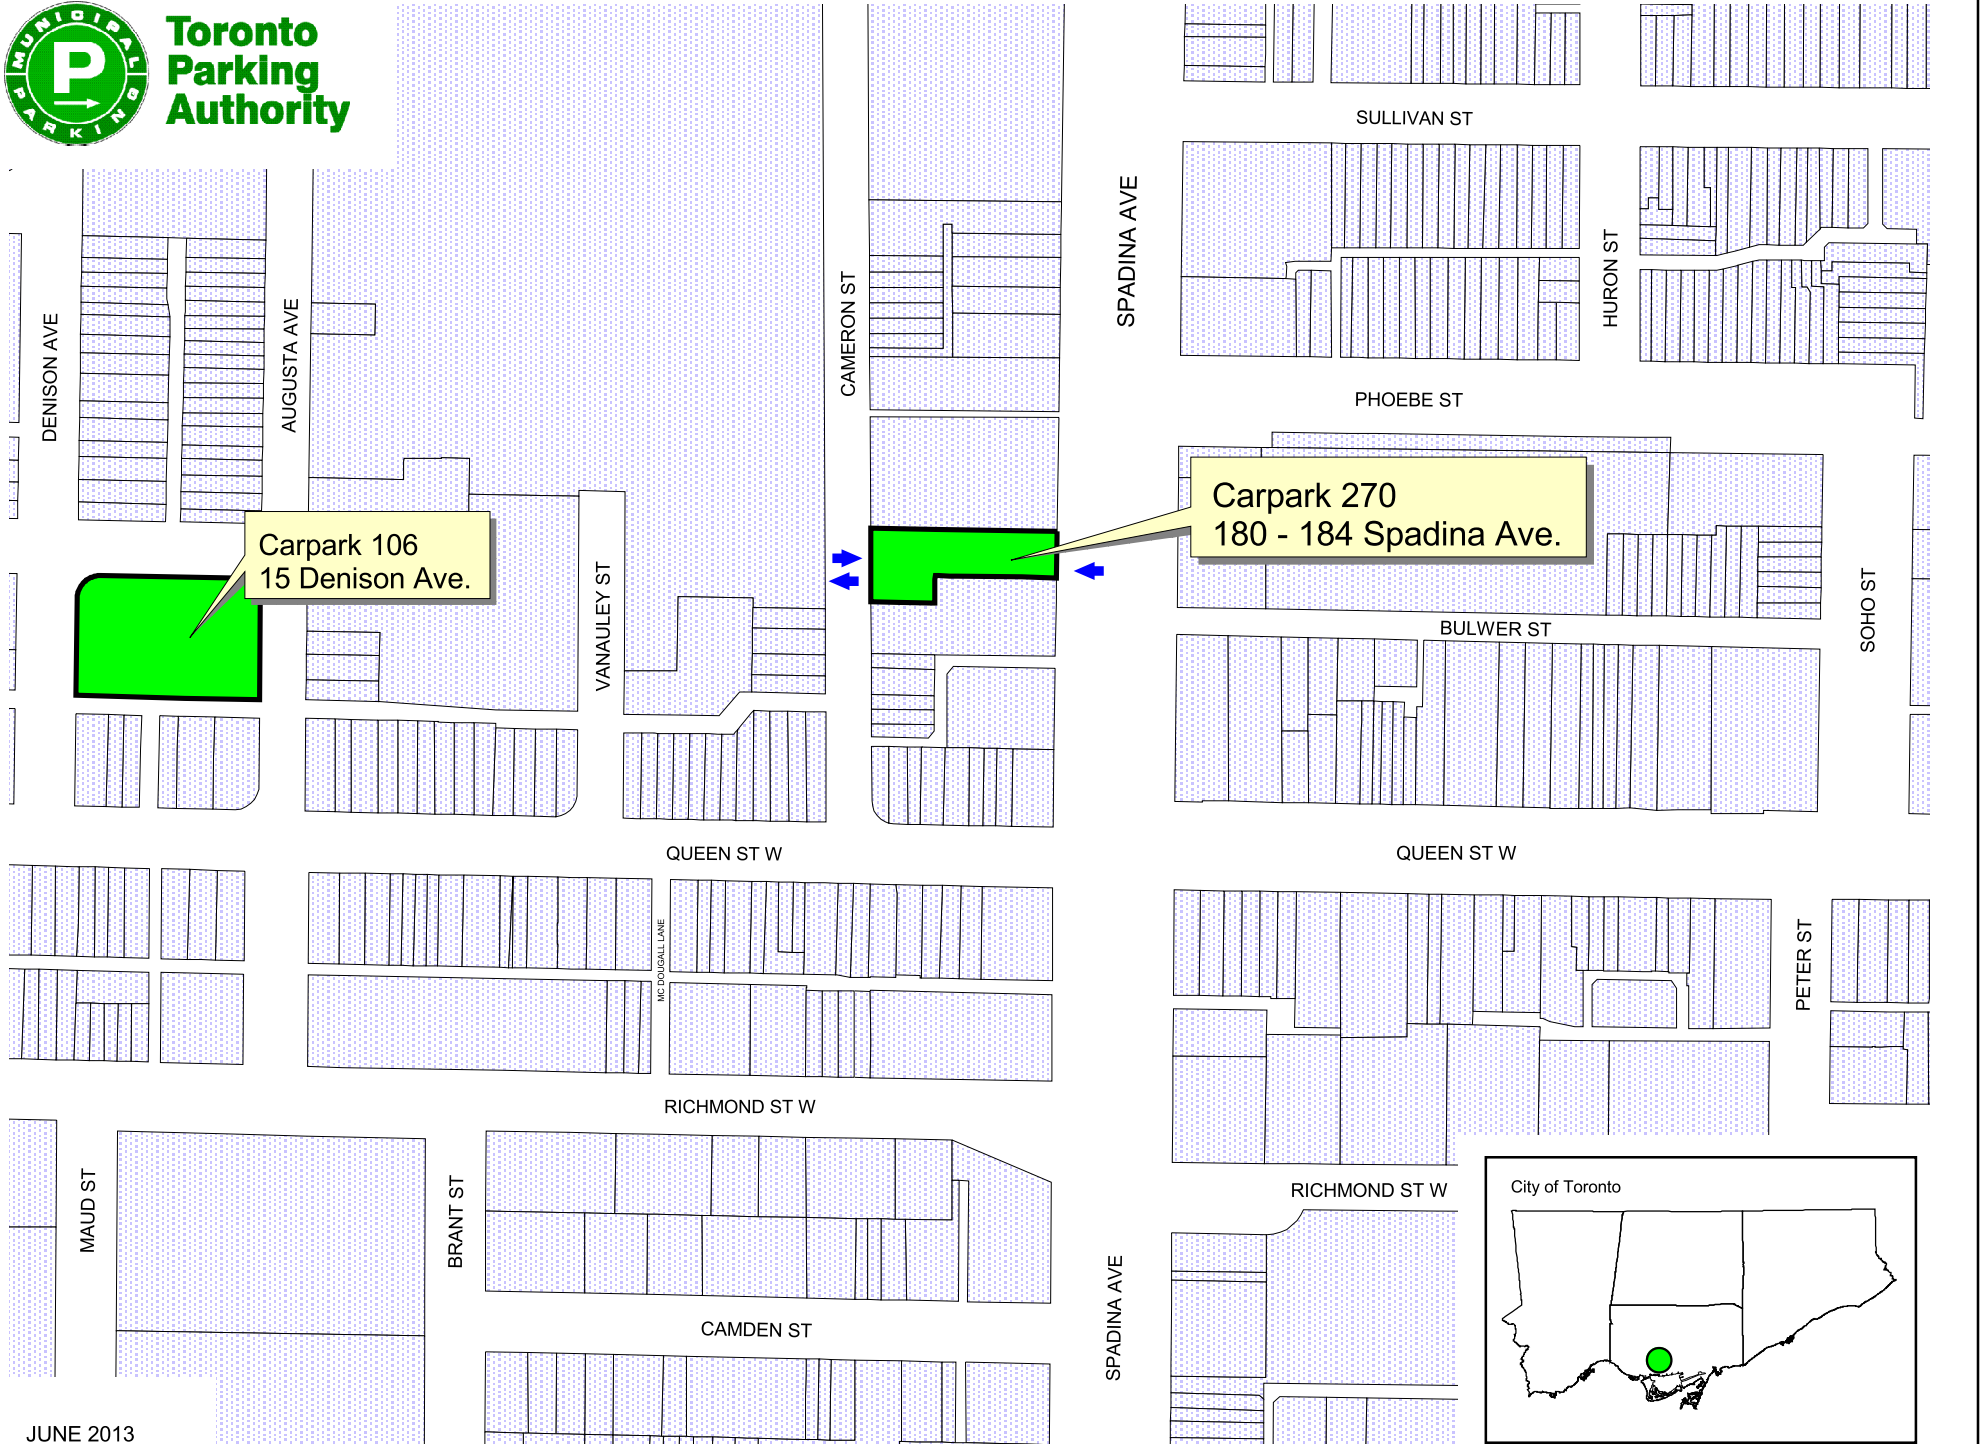 MUNICIPAL
P
PARKING
Toronto
Parking
Authority
SULLIVAN ST
SPADINA AVE
HURON ST
CAMERON ST
AUGUSTA AVE
DENISON AVE
PHOEBE ST
Carpark 270
180 - 184 Spadina Ave.
Carpark 106
15 Denison Ave.
VANAULEY ST
SOHO ST
BULWER ST
QUEEN ST W
QUEEN ST W
MC DOUGALL LANE
PETER ST
RICHMOND ST W
MAUD ST
BRANT ST
RICHMOND ST W
City of Toronto
SPADINA AVE
CAMDEN ST
JUNE 2013